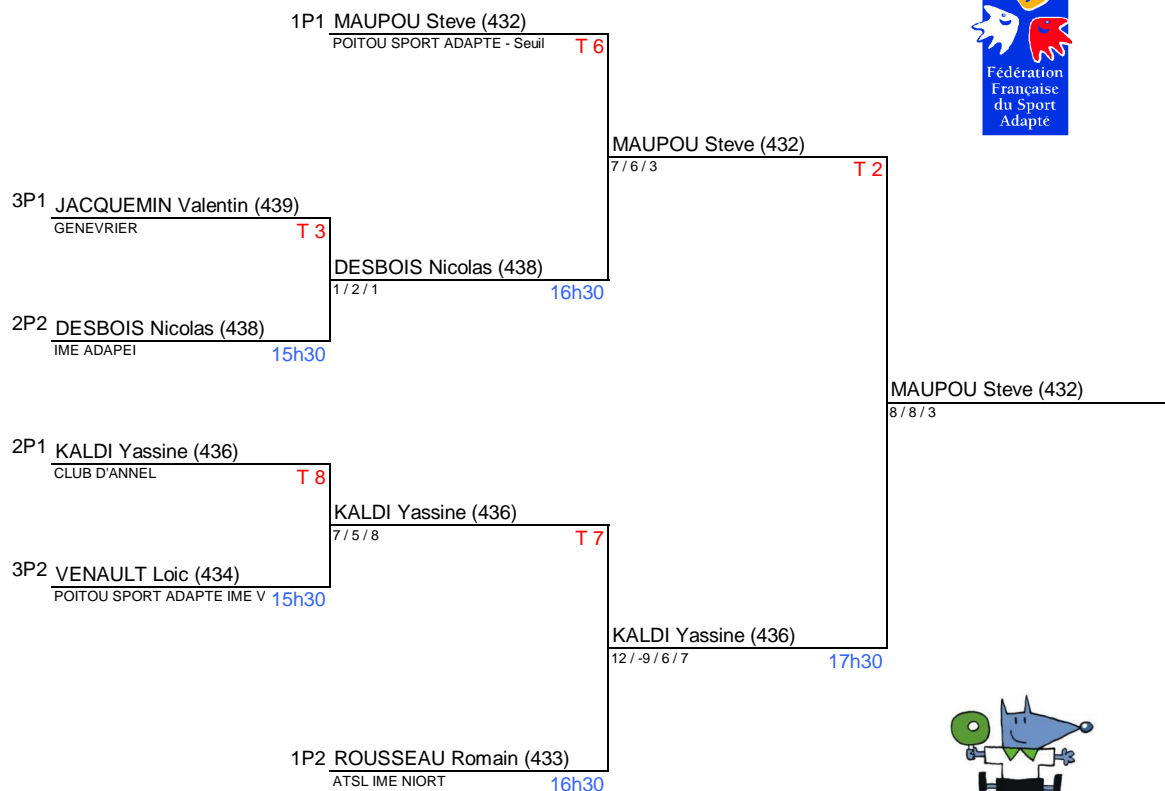 1P1 MAUPOU Steve (432)
POITOU SPORT ADAPTE - Seuil T 6
Fédération
Française
du Sport
Adapté
MAUPOU Steve (432)
7 / 6 / 3 T 2
3P1 JACQUEMIN Valentin (439)
GENEVRIER T 3
DESBOIS Nicolas (438)
1 / 2 / 1 16h30
2P2 DESBOIS Nicolas (438)
IME ADAPEI 15h30
MAUPOU Steve (432)
8 / 8 / 3
2P1 KALDI Yassine (436)
CLUB D'ANNEL T 8
KALDI Yassine (436)
7 / 5 / 8 T 7
3P2 VENAULT Loic (434)
POITOU SPORT ADAPTE IME V 15h30
KALDI Yassine (436)
12 / -9 / 6 / 7 17h30
1P2 ROUSSEAU Romain (433)
ATSL IME NIORT 16h30